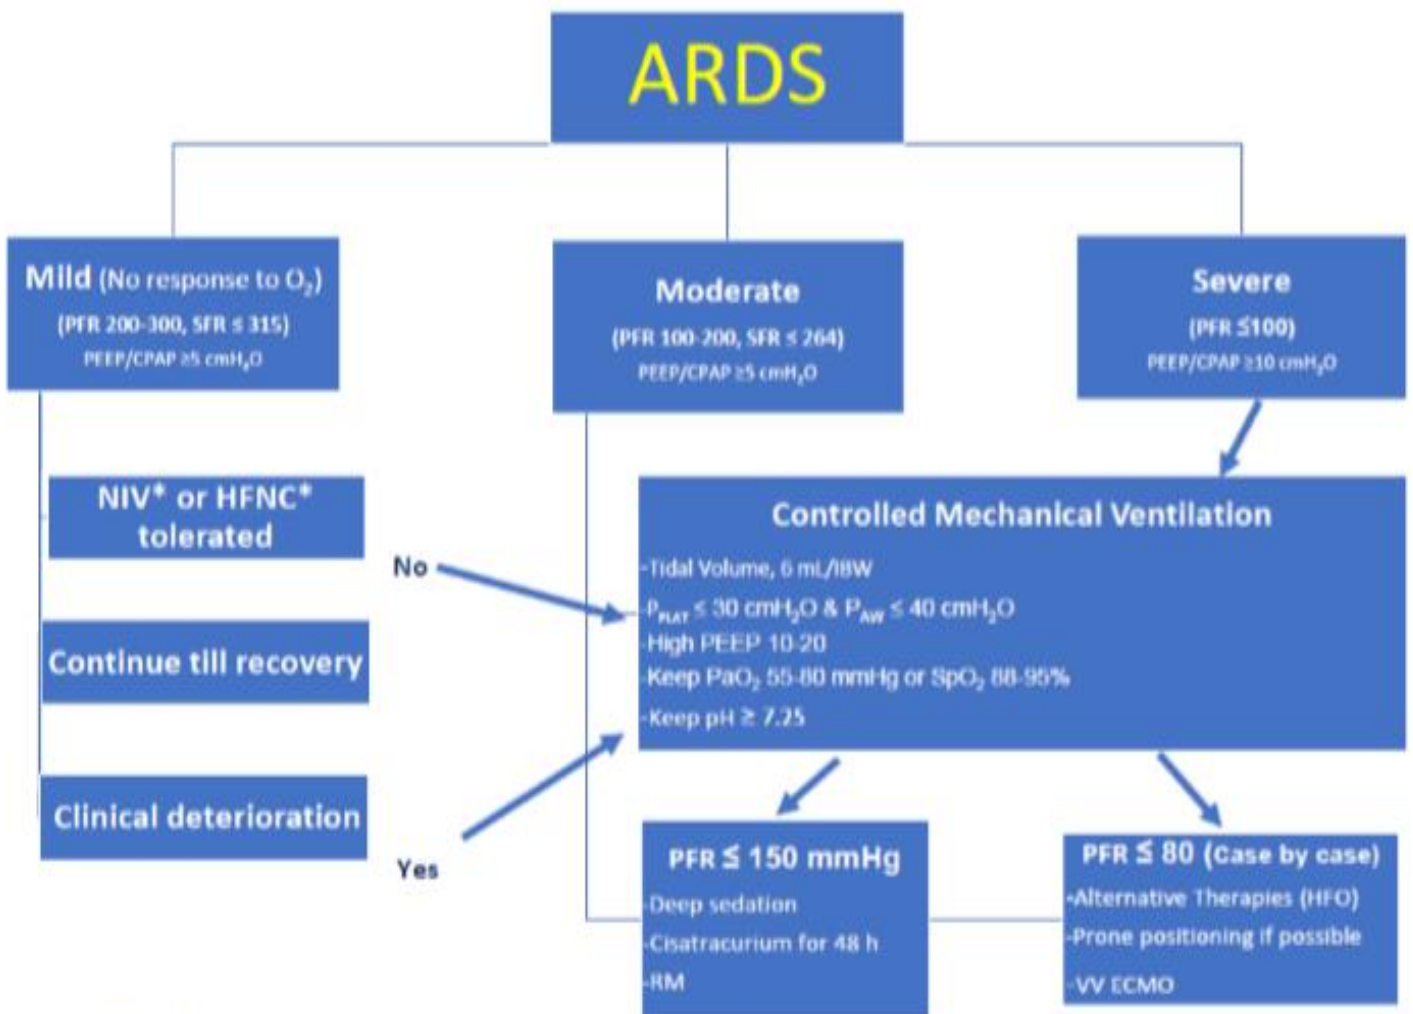 ARDS
Mild (No response to O₂)
(PFR 200-300, SFR ≤ 315)
PEEP/CPAP ≥5 cmH₂O
Moderate
(PFR 100-200, SFR ≤ 264)
PEEP/CPAP ≥5 cmH₂O
Severe
(PFR ≤100)
PEEP/CPAP ≥10 cmH₂O
NIV* or HFNC*
tolerated
Continue till recovery
Clinical deterioration
No
Yes
Controlled Mechanical Ventilation
-Tidal Volume, 6 mL/IBW
-P_PLAT ≤ 30 cmH₂O & P_AW ≤ 40 cmH₂O
-High PEEP 10-20
-Keep PaO₂ 55-80 mmHg or SpO₂ 88-95%
-Keep pH ≥ 7.25
PFR ≤ 150 mmHg
-Deep sedation
-Cisatracurium for 48 h
-RM
PFR ≤ 80 (Case by case)
-Alternative Therapies (HFO)
-Prone positioning if possible
-VV ECMO